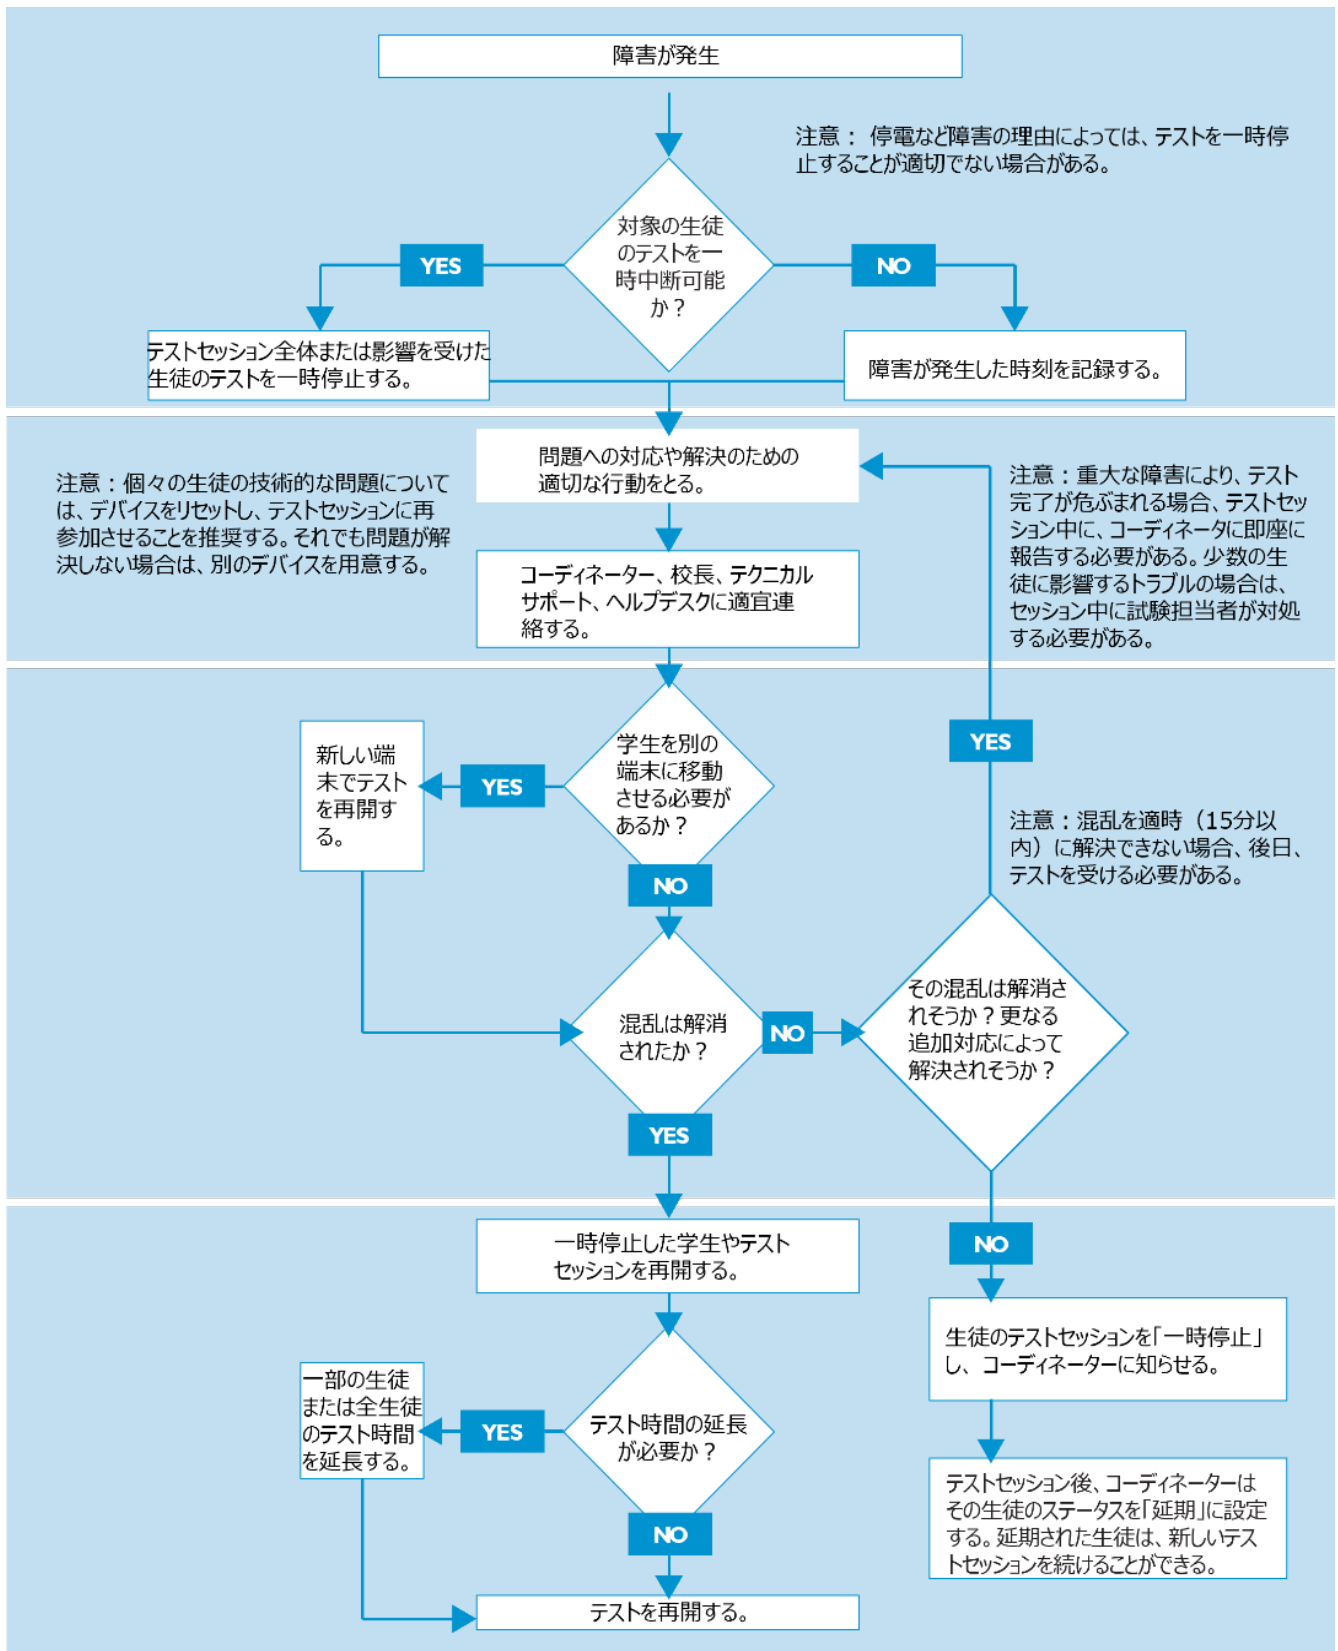 障害が発生
注意： 停電など障害の理由によっては、テストを一時停
止することが適切でない場合がある。
対象の生徒
のテストを一
時中断可能
か？
YES
NO
テストセッション全体または影響を受けた
生徒のテストを一時停止する。
障害が発生した時刻を記録する。
問題への対応や解決のための
適切な行動をとる。
注意：個々の生徒の技術的な問題について
は、デバイスをリセットし、テストセッションに再
参加させることを推奨する。それでも問題が解
決しない場合は、別のデバイスを用意する。
注意：重大な障害により、テスト
完了が危ぶまれる場合、テストセッ
ション中に、コーディネータに即座に
報告する必要がある。少数の生
徒に影響するトラブルの場合は、
セッション中に試験担当者が対処
する必要がある。
コーディネーター、校長、テクニカル
サポート、ヘルプデスクに適宜連
絡する。
学生を別の
端末に移動
させる必要が
あるか？
YES
新しい端
末でテスト
を再開す
る。
NO
YES
注意：混乱を適時（15分以
内）に解決できない場合、後日、
テストを受ける必要がある。
混乱は解消
されたか？
NO
その混乱は解消さ
れそうか？更なる
追加対応によって
解決されそうか？
YES
一時停止した学生やテスト
セッションを再開する。
NO
生徒のテストセッションを「一時停止」
し、コーディネーターに知らせる。
テスト時間の延長
が必要か？
YES
一部の生徒
または全生徒
のテスト時間
を延長する。
NO
テストを再開する。
テストセッション後、コーディネーターは
その生徒のステータスを「延期」に設定
する。延期された生徒は、新しいテス
トセッションを続けることができる。